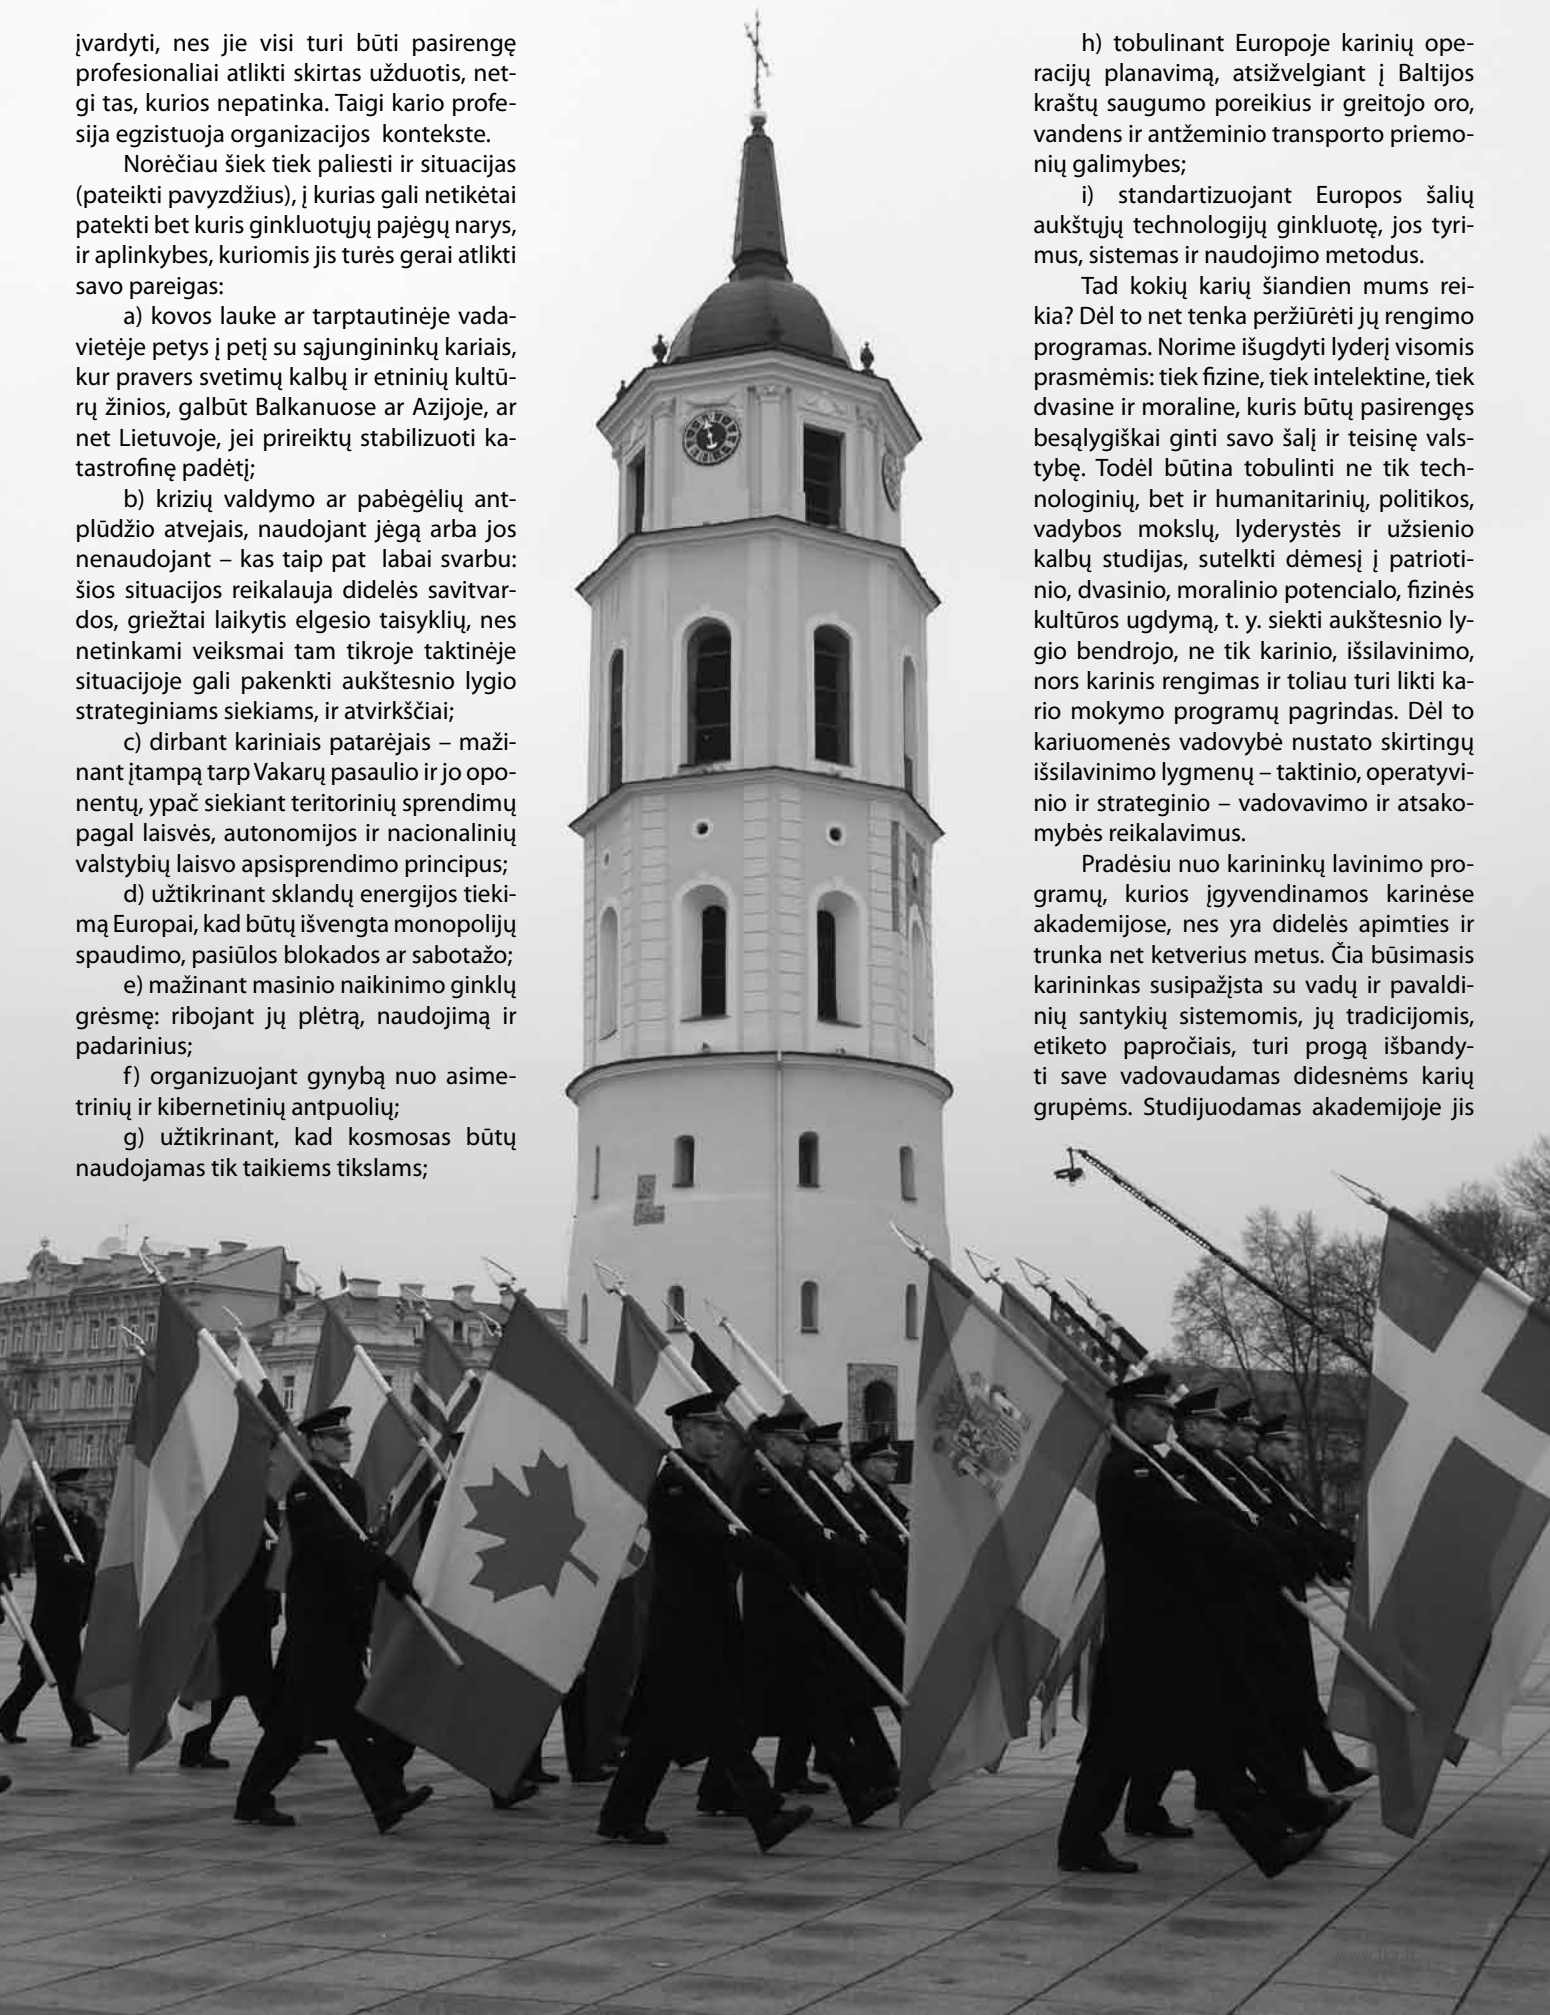 įvardyti, nes jie visi turi būti pasirengę
profesionaliai atlikti skirtas užduotis, net-
gi tas, kurios nepatinka. Taigi kario profe-
sija egzistuoja organizacijos kontekste.
Norėčiau šiek tiek paliesti ir situacijas
(pateikti pavyzdžius), į kurias gali netikėtai
patekti bet kuris ginkluotųjų pajėgų narys,
ir aplinkybes, kuriomis jis turės gerai atlikti
savo pareigas:
a) kovos lauke ar tarptautinėje vada-
vietėje petys į petį su sąjungininkų kariais,
kur pravers svetimų kalbų ir etninių kultū-
rų žinios, galbūt Balkanuose ar Azijoje, ar
net Lietuvoje, jei prireiktų stabilizuoti ka-
tastrofinę padėtį;
b) krizių valdymo ar pabėgėlių ant-
plūdžio atvejais, naudojant jėgą arba jos
nenaudojant – kas taip pat labai svarbu:
šios situacijos reikalauja didelės savitvar-
dos, griežtai laikytis elgesio taisyklių, nes
netinkami veiksmai tam tikroje taktinėje
situacijoje gali pakenkti aukštesnio lygio
strateginiams siekiams, ir atvirkščiai;
c) dirbant kariniais patarėjais – maži-
nant įtampą tarp Vakarų pasaulio ir jo opo-
nentų, ypač siekiant teritorinių sprendimų
pagal laisvės, autonomijos ir nacionalinių
valstybių laisvo apsisprendimo principus;
d) užtikrinant sklandų energijos tieki-
mą Europai, kad būtų išvengta monopolijų
spaudimo, pasiūlos blokados ar sabotažo;
e) mažinant masinio naikinimo ginklų
grėsmę: ribojant jų plėtrą, naudojimą ir
padarinius;
f) organizuojant gynybą nuo asime-
trinių ir kibernetinių antpuolių;
g) užtikrinant, kad kosmosas būtų
naudojamas tik taikiems tikslams;
h) tobulinant Europoje karinių ope-
racijų planavimą, atsižvelgiant į Baltijos
kraštų saugumo poreikius ir greitojo oro,
vandens ir antžeminio transporto priemo-
nių galimybes;
i) standartizuojant Europos šalių
aukštųjų technologijų ginkluotę, jos tyri-
mus, sistemas ir naudojimo metodus.
Tad kokių karių šiandien mums rei-
kia? Dėl to net tenka peržiūrėti jų rengimo
programas. Norime išugdyti lyderį visomis
prasmėmis: tiek fizine, tiek intelektine, tiek
dvasine ir moraline, kuris būtų pasirengęs
besąlygiškai ginti savo šalį ir teisinę vals-
tybę. Todėl būtina tobulinti ne tik tech-
nologinių, bet ir humanitarinių, politikos,
vadybos mokslų, lyderystės ir užsienio
kalbų studijas, sutelkti dėmesį į patrioti-
nio, dvasinio, moralinio potencialo, fizinės
kultūros ugdymą, t. y. siekti aukštesnio ly-
gio bendrojo, ne tik karinio, išsilavinimo,
nors karinis rengimas ir toliau turi likti ka-
rio mokymo programų pagrindas. Dėl to
kariuomenės vadovybė nustato skirtingų
išsilavinimo lygmenų – taktinio, operatyvi-
nio ir strateginio – vadovavimo ir atsako-
mybės reikalavimus.
Pradėsiu nuo karininkų lavinimo pro-
gramų, kurios įgyvendinamos karinėse
akademijose, nes yra didelės apimties ir
trunka net ketverius metus. Čia būsimasis
karininkas susipažįsta su vadų ir pavaldi-
nių santykių sistemomis, jų tradicijomis,
etiketo papročiais, turi progą išbandy-
ti save vadovaudamas didesnėms karių
grupėms. Studijuodamas akademijoje jis
www.lka.lt